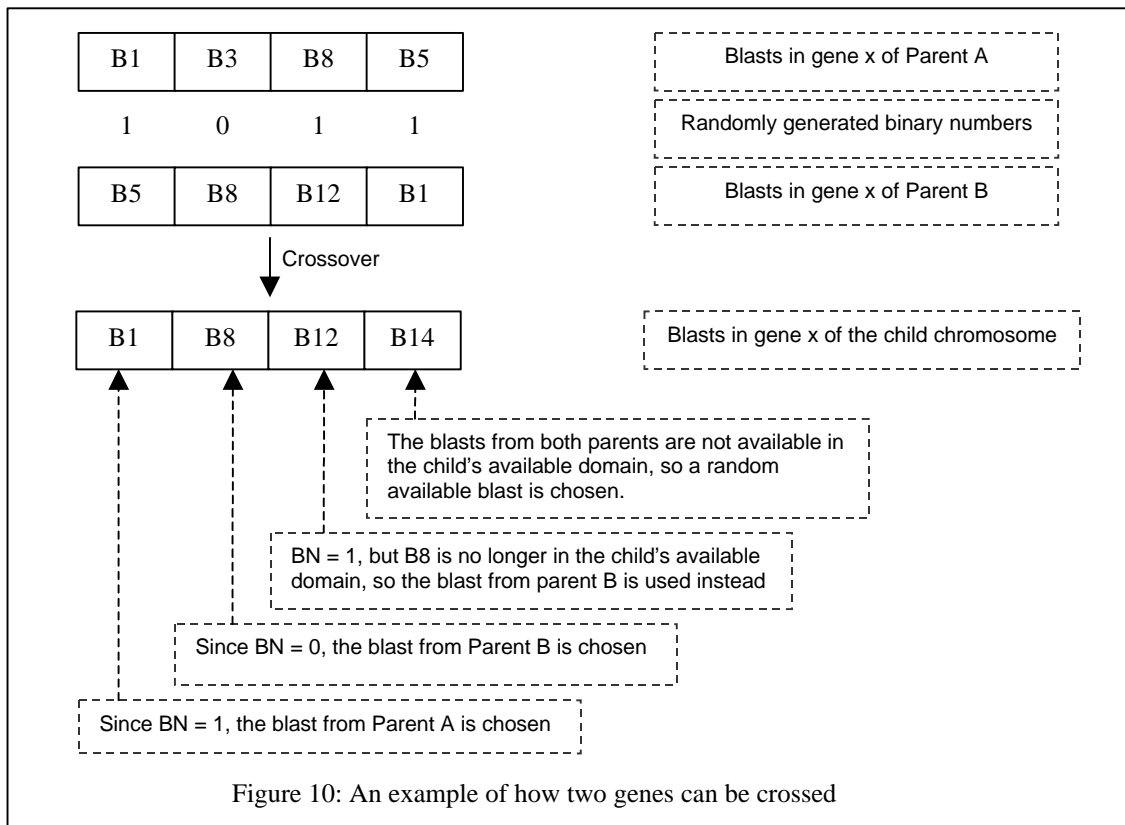 B1 B3 B8 B5
Blasts in gene x of Parent A
1 0 1 1
Randomly generated binary numbers
B5 B8 B12 B1
Blasts in gene x of Parent B
Crossover
B1 B8 B12 B14
Blasts in gene x of the child chromosome
The blasts from both parents are not available in
the child's available domain, so a random
available blast is chosen.
BN = 1, but B8 is no longer in the child's available
domain, so the blast from parent B is used instead
Since BN = 0, the blast from Parent B is chosen
Since BN = 1, the blast from Parent A is chosen
Figure 10: An example of how two genes can be crossed